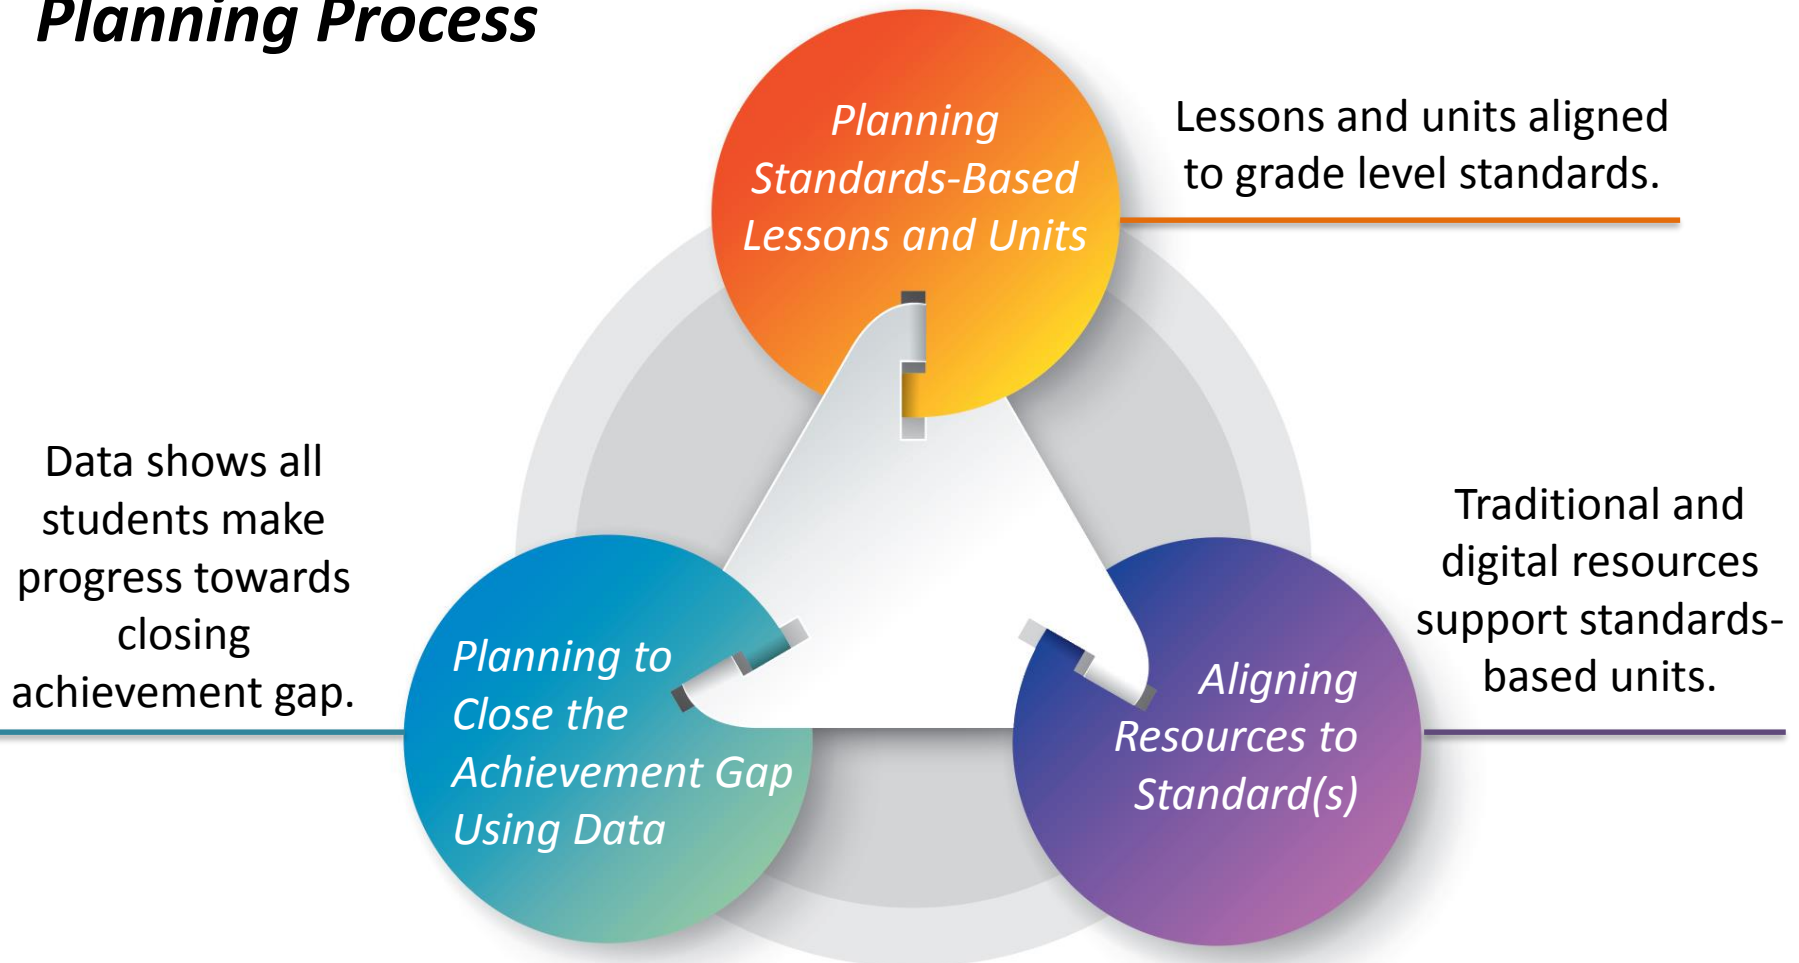 Planning Process
Planning
Standards-Based
Lessons and Units
Lessons and units aligned
to grade level standards.
Data shows all
students make
progress towards
closing
achievement gap.
Planning to
Close the
Achievement Gap
Using Data
Traditional and
digital resources
support standards-
based units.
Aligning
Resources to
Standard(s)